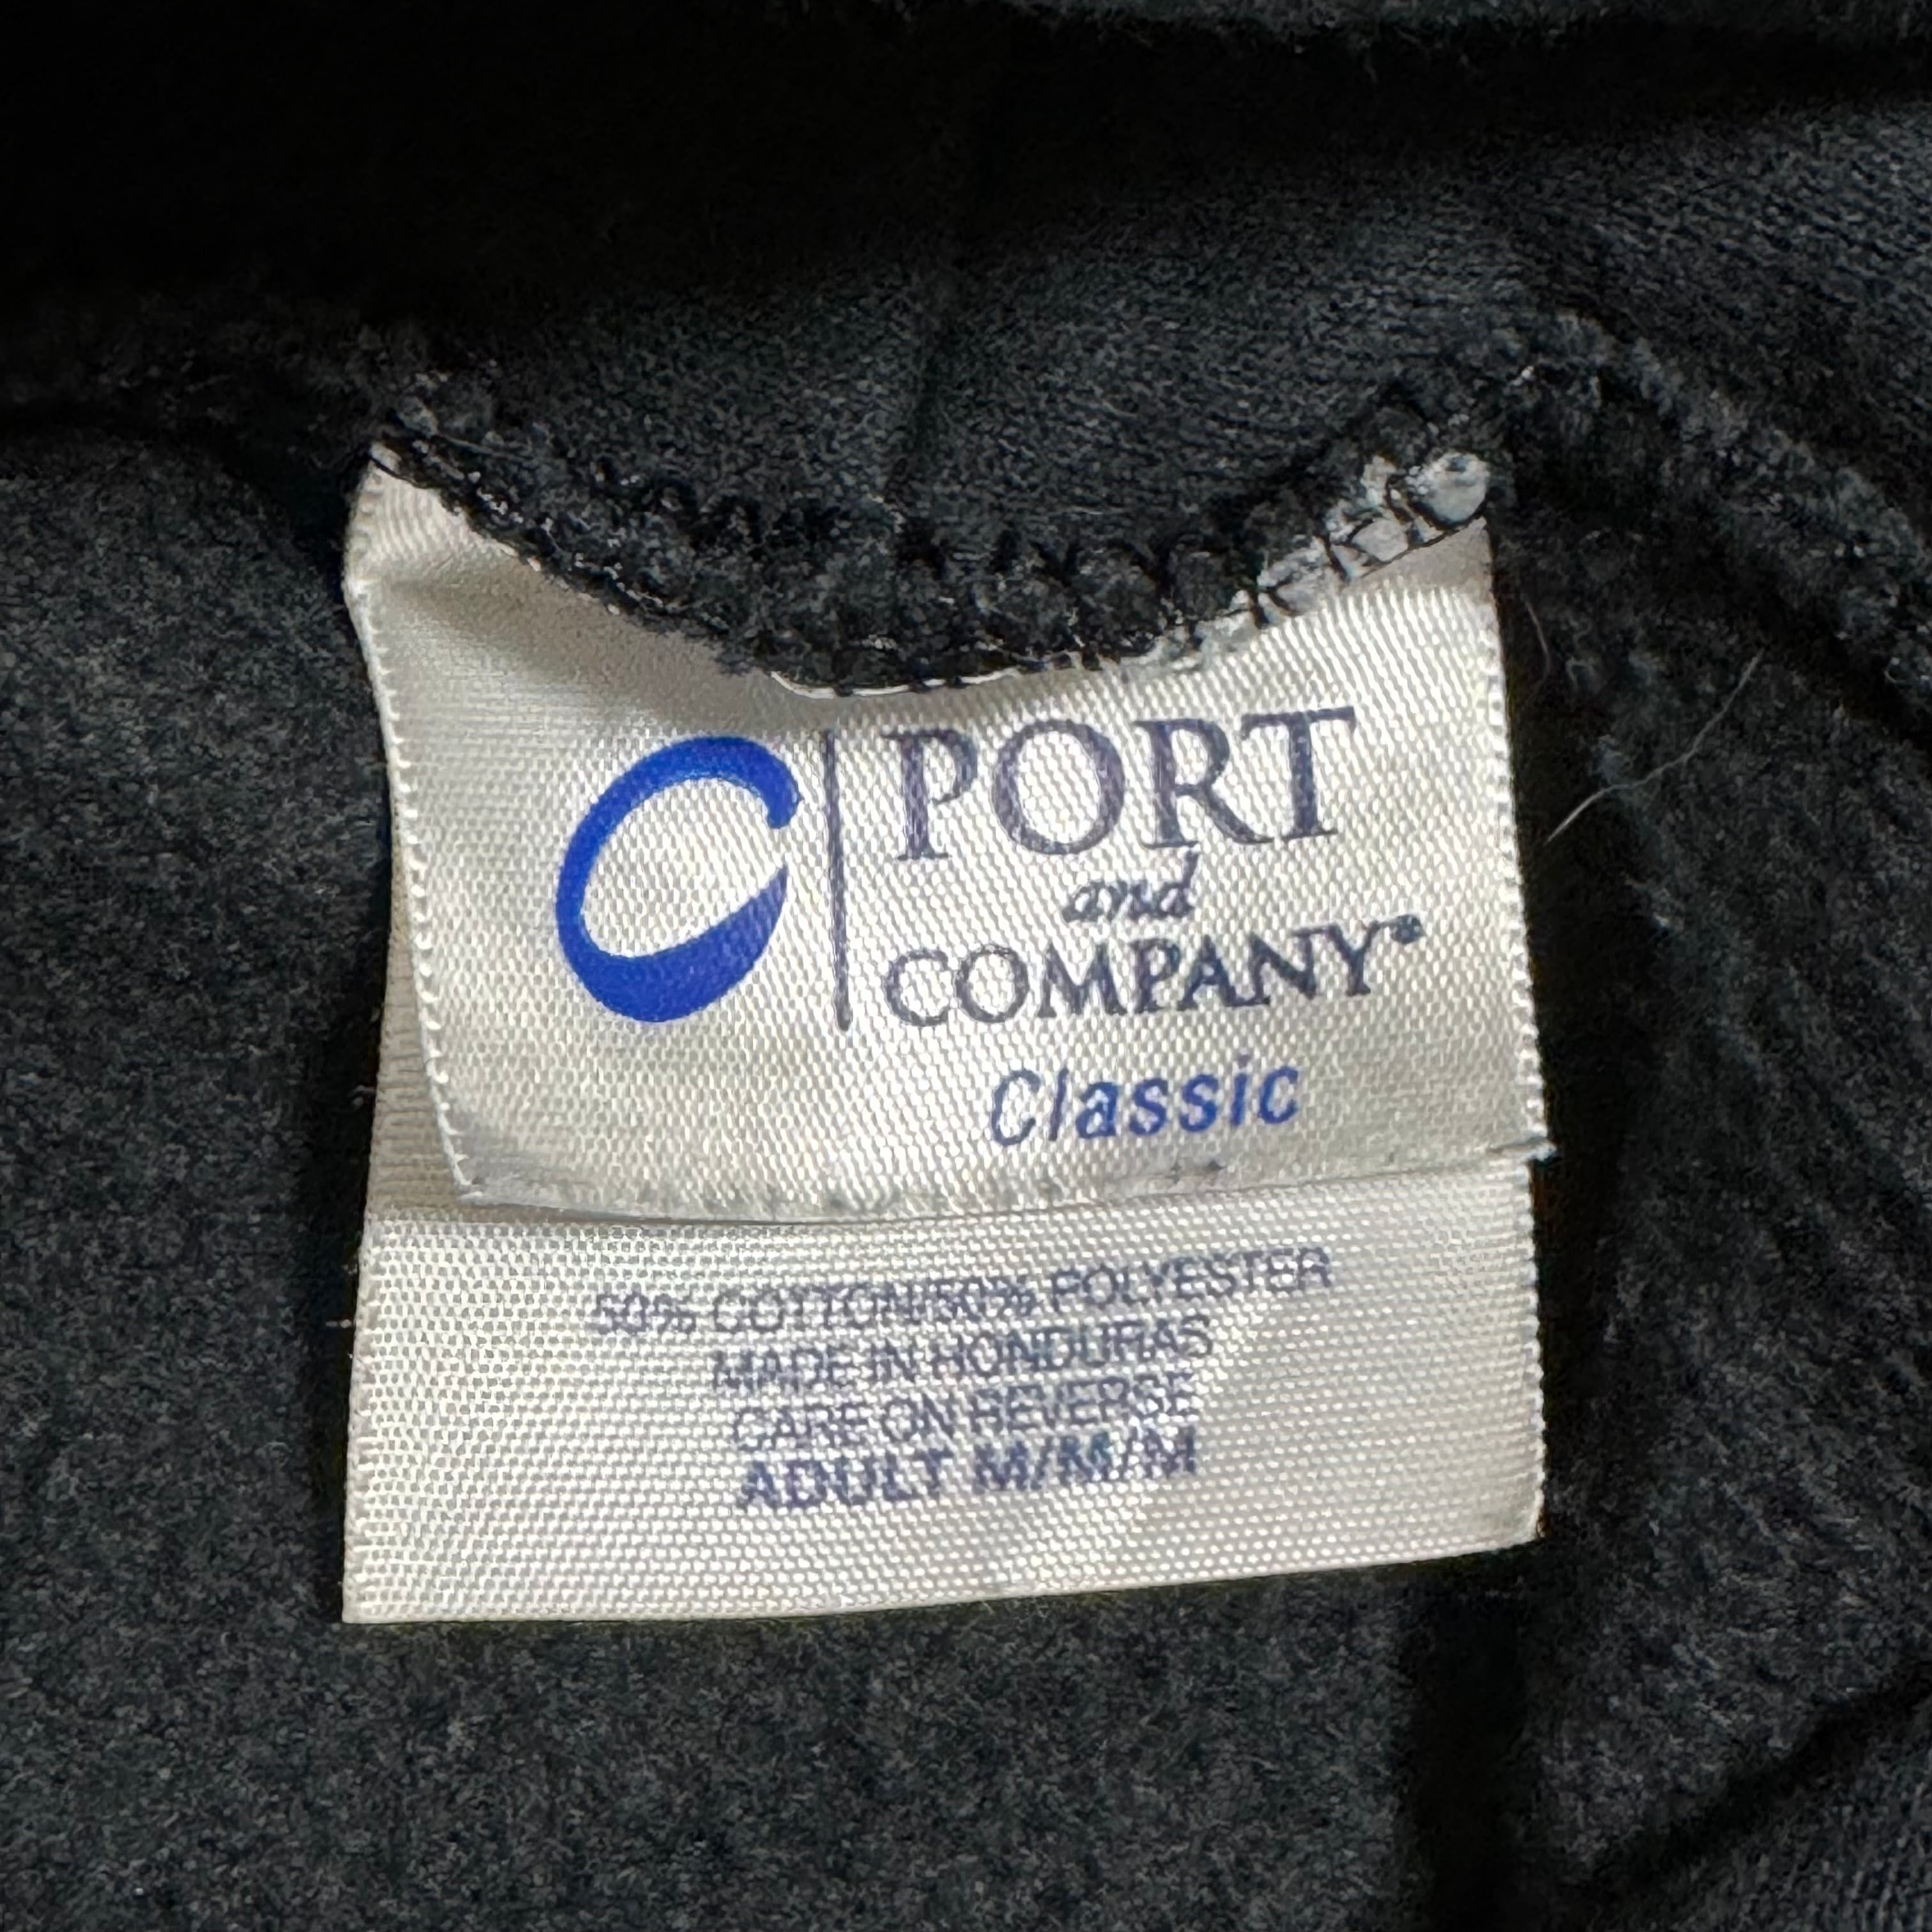 PORT
and
COMPANY®
Classic
50% COTTON/50% POLYESTER
MADE IN HONDURAS
CARE ON REVERSE
ADULT M/M/M